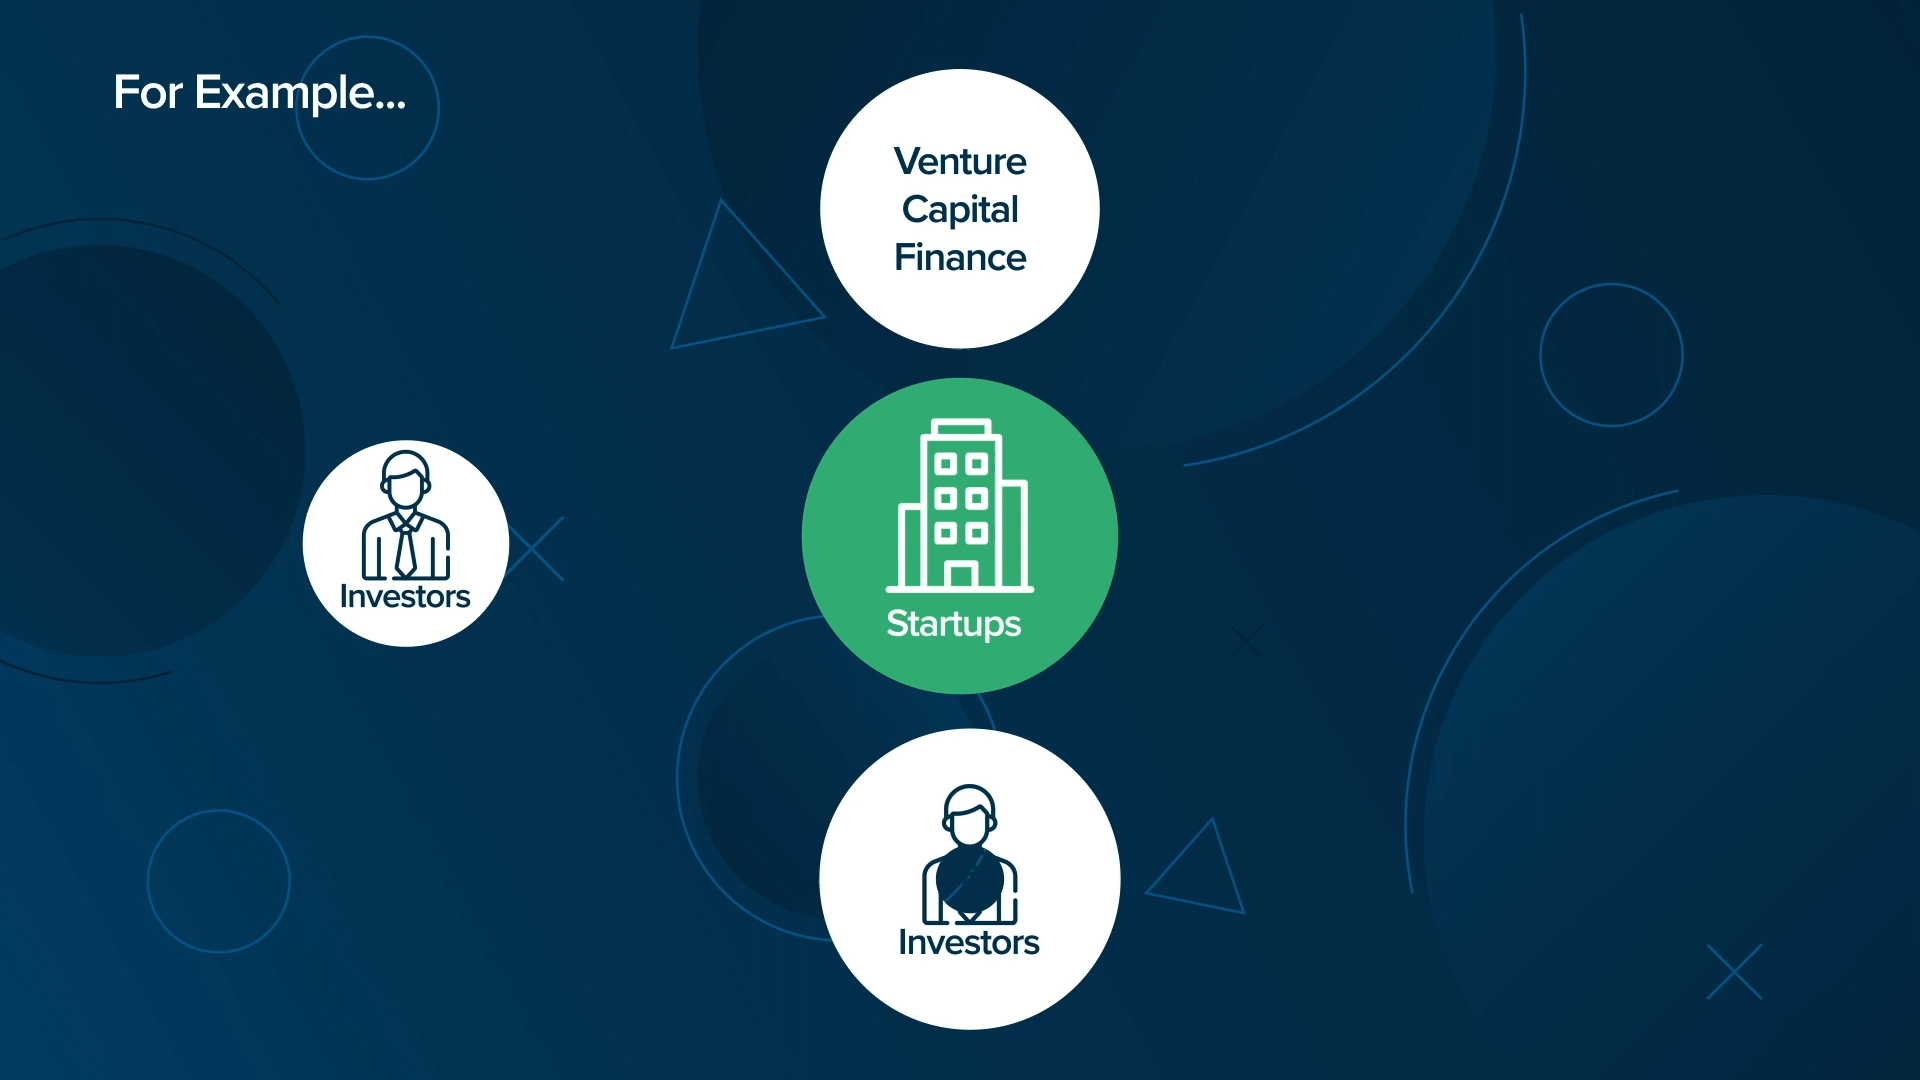 For Example...
Venture
Capital
Finance
Investors
Startups
Investors